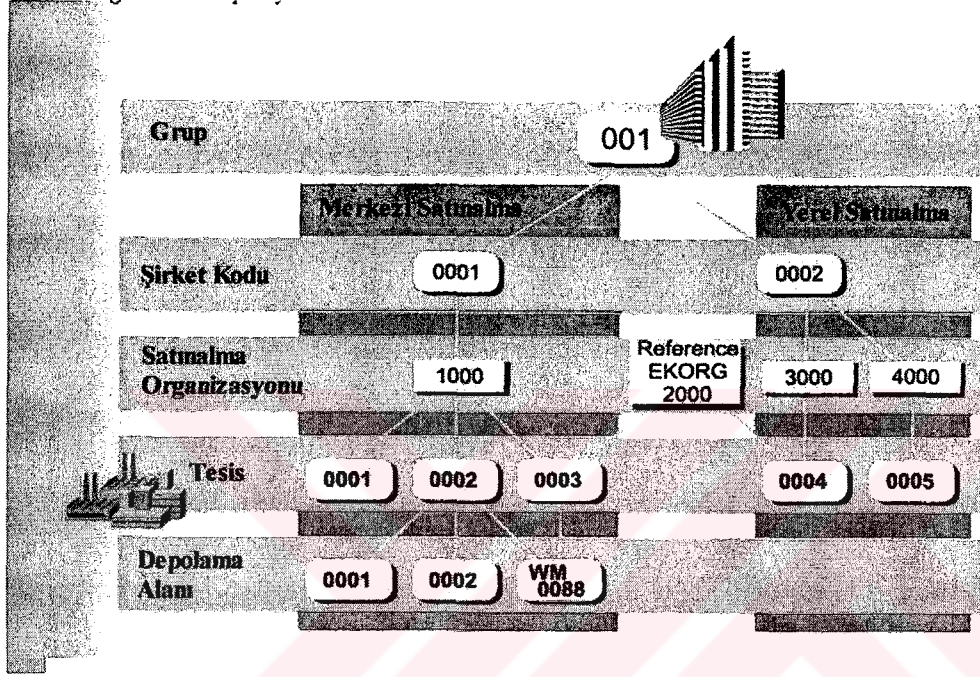 Grup
001
Merkezi Satınalma
Yerel Satınalma
Şirket Kodu
0001
0002
Satınalma
Organizasyonu
1000
Reference
EKORG
2000
3000
4000
Tesis
0001
0002
0003
0004
0005
Depolama
Alanı
0001
0002
WM
0088